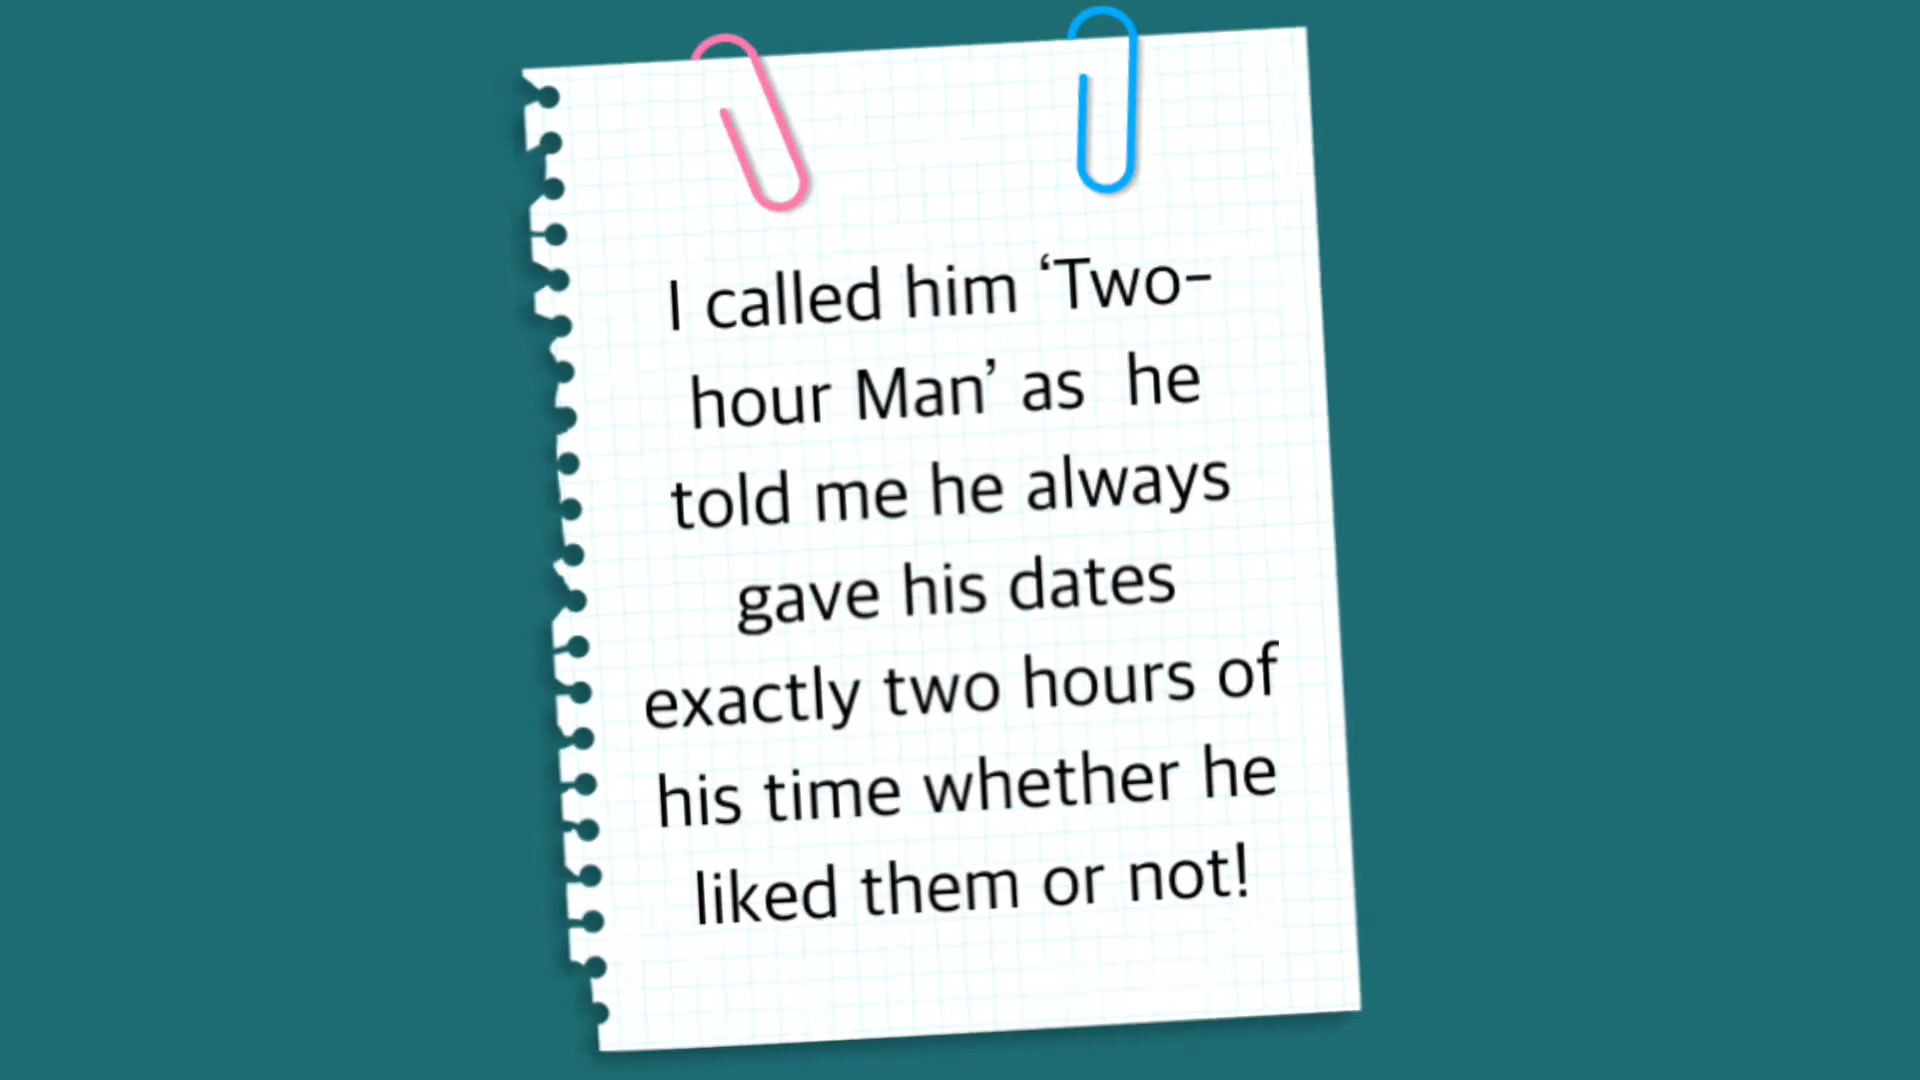 I called him ‘Two-
hour Man’ as  he
told me he always
gave his dates
exactly two hours of
his time whether he
liked them or not!